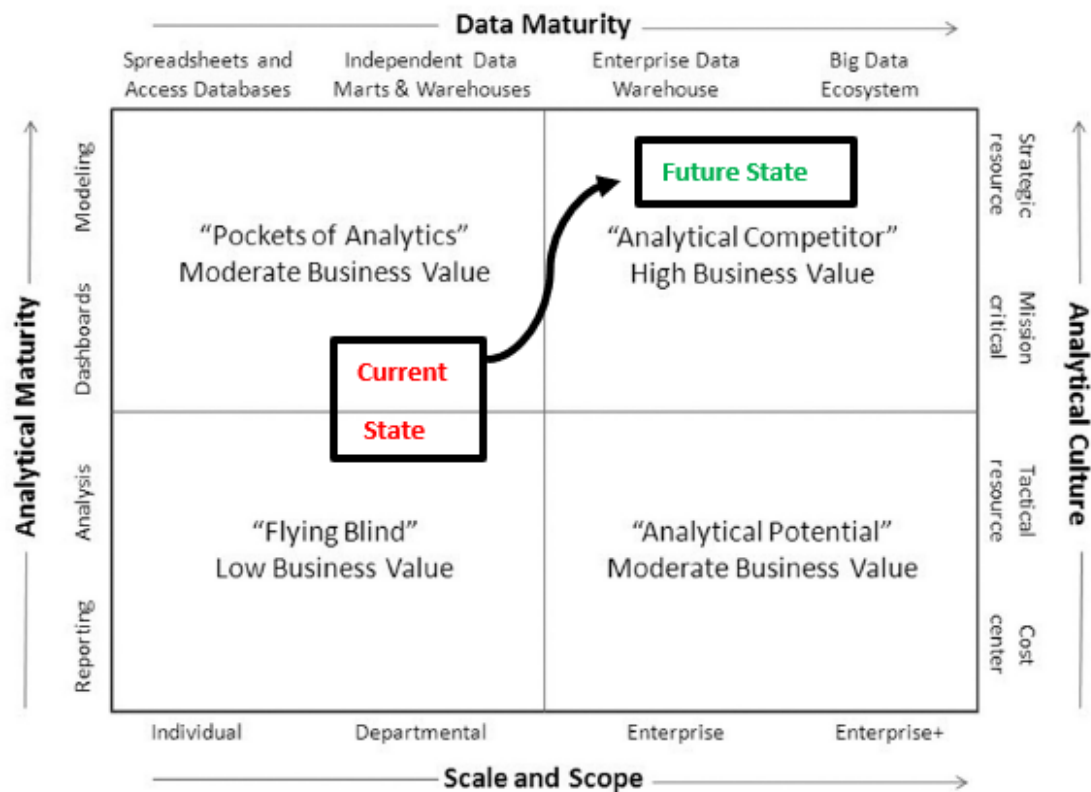 Data Maturity
Spreadsheets and
Access Databases
Independent Data
Marts & Warehouses
Enterprise Data
Warehouse
Big Data
Ecosystem
Analytical Maturity
Modeling
Dashboards
Analysis
Reporting
“Pockets of Analytics”
Moderate Business Value
Future State
“Analytical Competitor”
High Business Value
Current
State
“Flying Blind”
Low Business Value
“Analytical Potential”
Moderate Business Value
Strategic
resource
Mission
critical
Tactical
resource
Cost
center
Analytical Culture
Individual
Departmental
Enterprise
Enterprise+
Scale and Scope